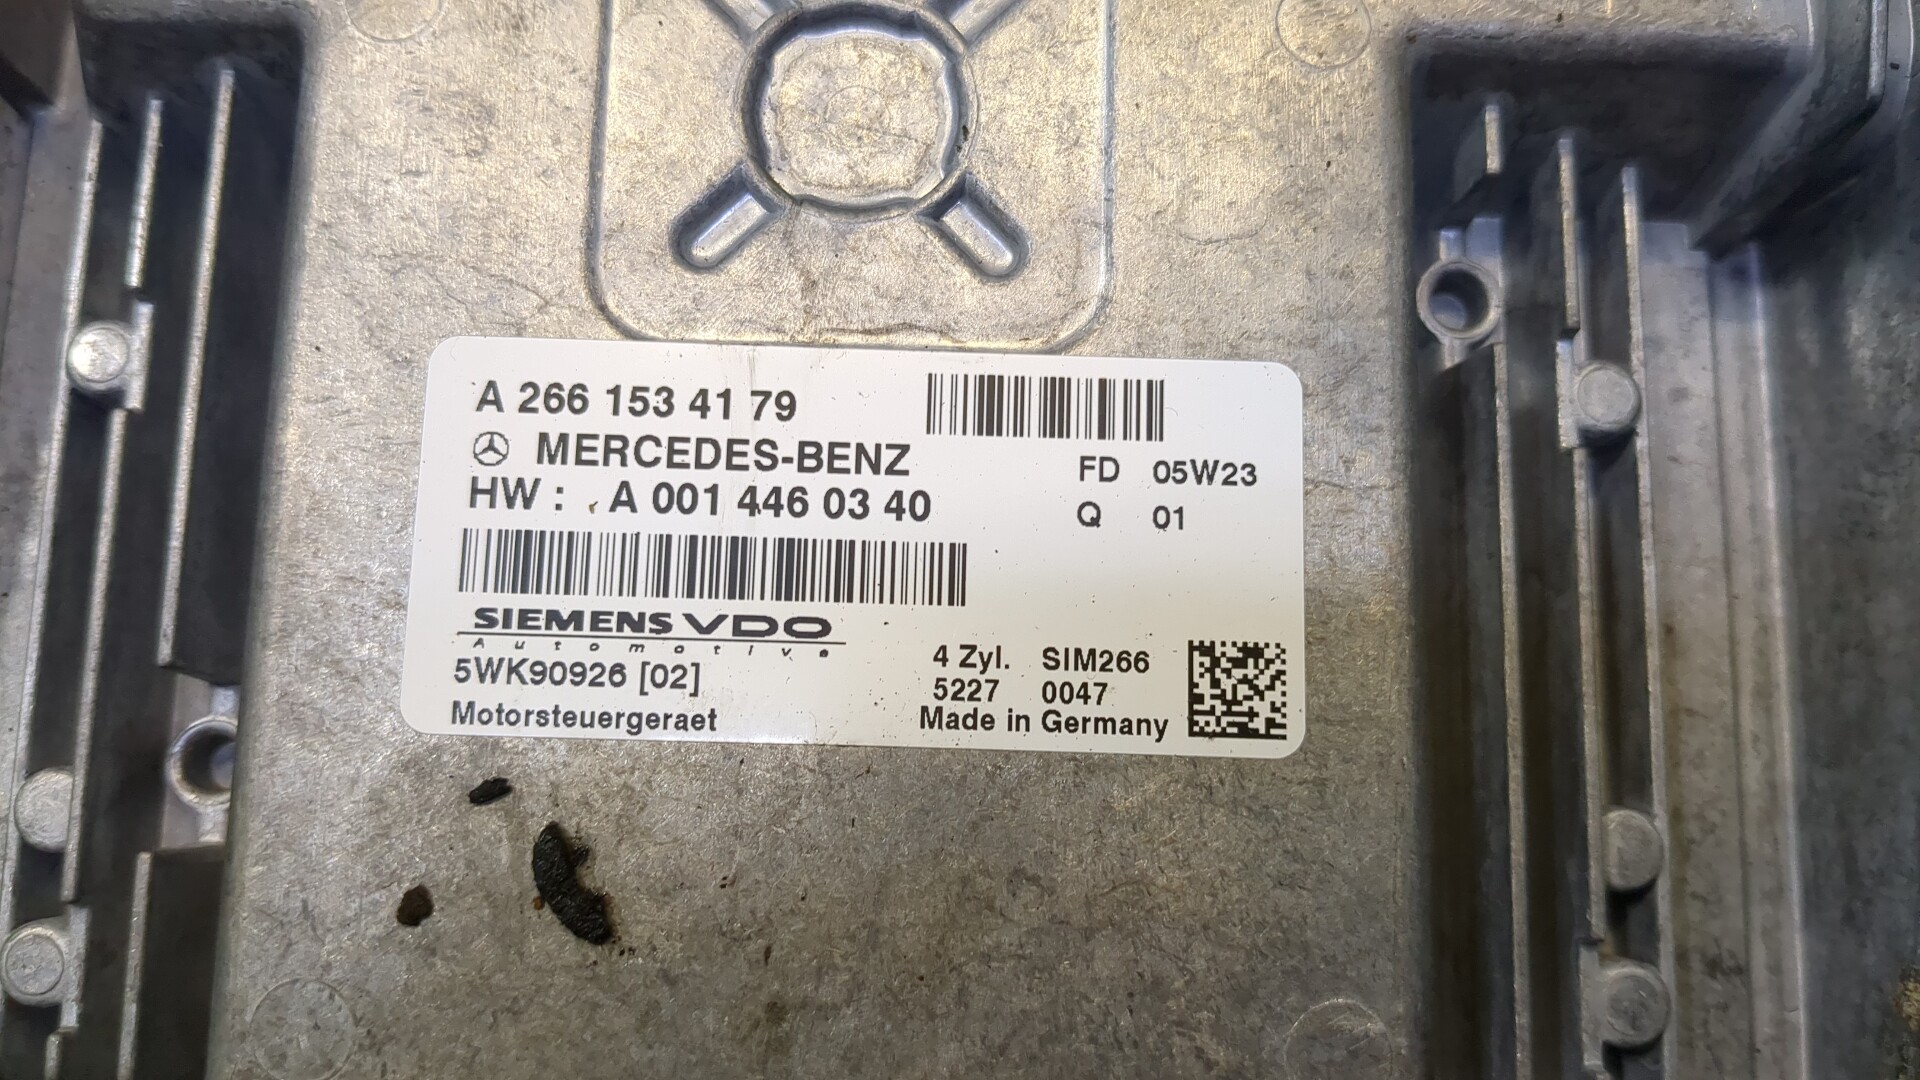 A 266 153 41 79
MERCEDES-BENZ
FD 05W23
HW : A 001 446 03 40
Q 01
SIEMENS VDO
Automotive
5WK90926 [02]
4 Zyl. SIM266
5227 0047
Motorsteuergeraet
Made in Germany